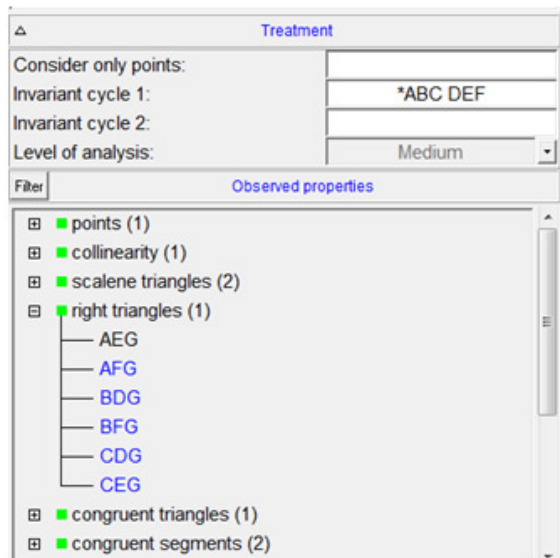 Treatment
Consider only points:
Invariant cycle 1: *ABC DEF
Invariant cycle 2:
Level of analysis: Medium
Filter Observed properties
points (1)
collinearity (1)
scalene triangles (2)
right triangles (1)
AEG
AFG
BDG
BFG
CDG
CEG
congruent triangles (1)
congruent segments (2)